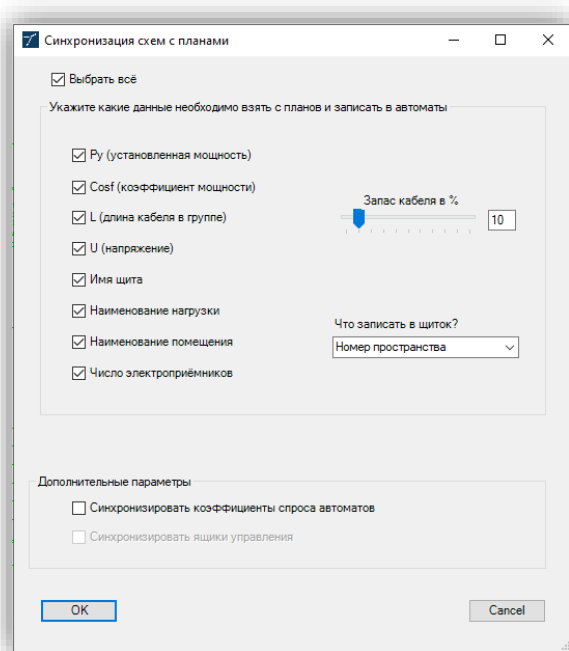 Синхронизация схем с планами
Выбрать всё
Укажите какие данные необходимо взять с планов и записать в автоматы
Ру (установленная мощность)
Cosf (коэффициент мощности)
Запас кабеля в %
L (длина кабеля в группе)
10
U (напряжение)
Имя щита
Наименование нагрузки
Что записать в щиток?
Наименование помещения
Номер пространства
Число электроприёмников
Дополнительные параметры
Синхронизировать коэффициенты спроса автоматов
Синхронизировать ящики управления
OK
Cancel